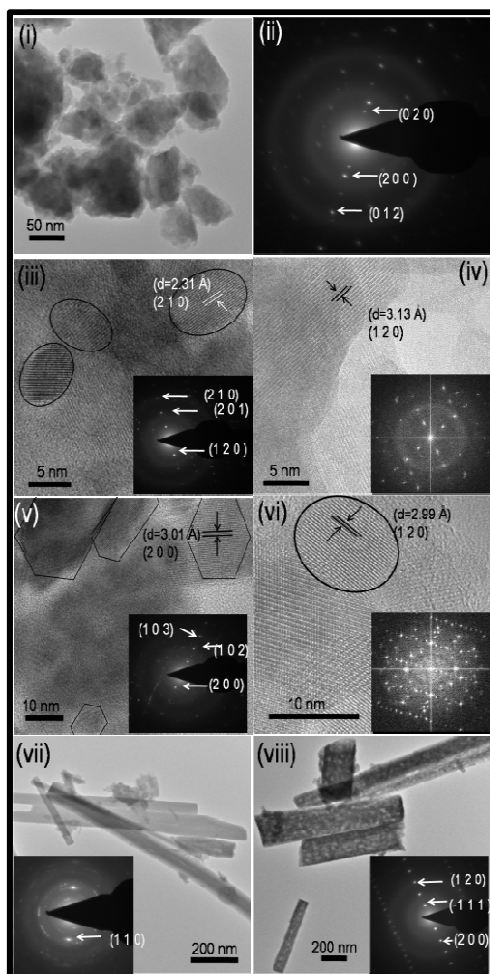 (i)
50 nm
(ii)
(0 2 0)
(2 0 0)
(0 1 2)
(iii)
(d=2.31 Å)
(2 1 0)
(2 1 0)
(2 0 1)
(1 2 0)
5 nm
(iv)
(d=3.13 Å)
(1 2 0)
5 nm
(v)
(d=3.01 Å)
(2 0 0)
(1 0 3)
(1 0 2)
(2 0 0)
10 nm
(vi)
(d=2.99 Å)
(1 2 0)
10 nm
(vii)
(1 1 0)
200 nm
(viii)
(1 2 0)
(-1 1 1)
(2 0 0)
200 nm